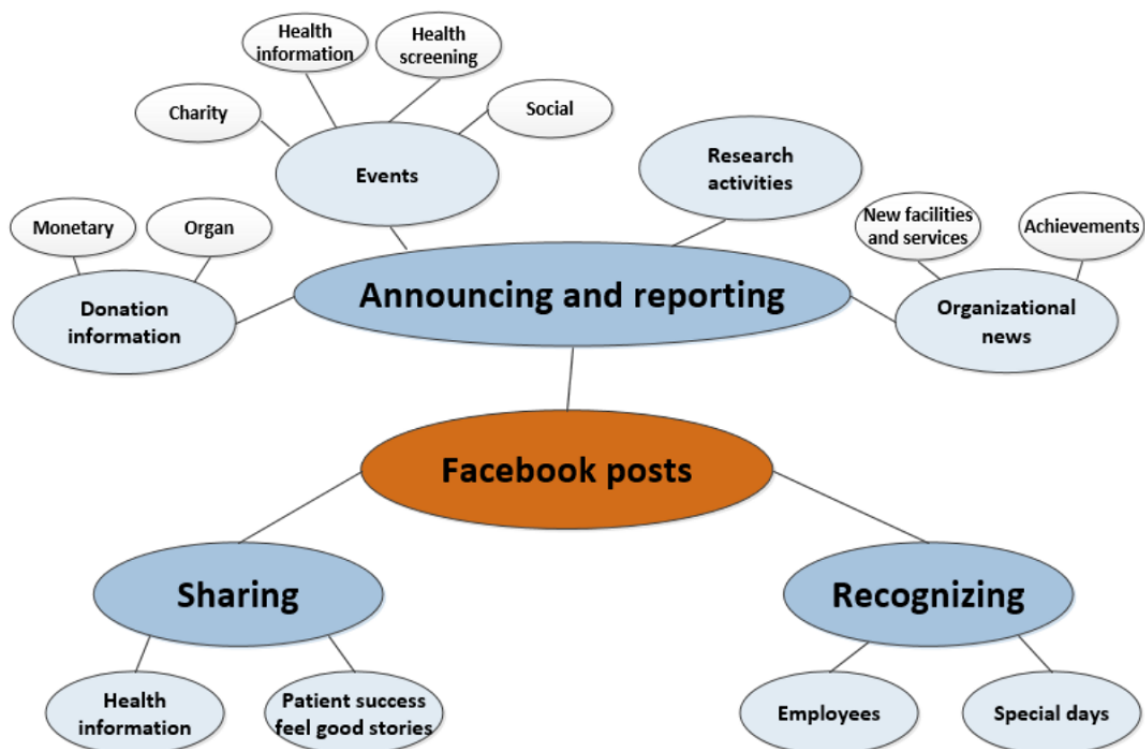 Health
information
Health
screening
Charity
Social
Events
Research
activities
Monetary
Organ
New facilities
and services
Achievements
Donation
information
Announcing and reporting
Organizational
news
Facebook posts
Sharing
Recognizing
Health
information
Patient success
feel good stories
Employees
Special days